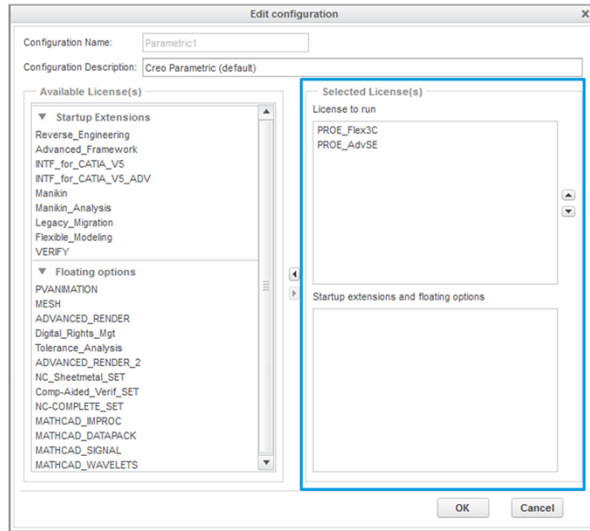 Edit configuration
X
Configuration Name: Parametric1
Configuration Description: Creo Parametric (default)
Available License(s)
Startup Extensions
Reverse_Engineering
Advanced_Framework
INTF_for_CATIA_V5
INTF_for_CATIA_V5_ADV
Manikin
Manikin_Analysis
Legacy_Migration
Flexible_Modeling
VERIFY
Floating options
PVANIMATION
MESH
ADVANCED_RENDER
Digital_Rights_Mgt
Tolerance_Analysis
ADVANCED_RENDER_2
NC_Sheetmetal_SET
Comp-Aided_Verif_SET
NC-COMPLETE_SET
MATHCAD_IMPROC
MATHCAD_DATAPACK
MATHCAD_SIGNAL
MATHCAD_WAVELETS
Selected License(s)
License to run
PROE_Flex3C
PROE_AdvSE
Startup extensions and floating options
OK
Cancel